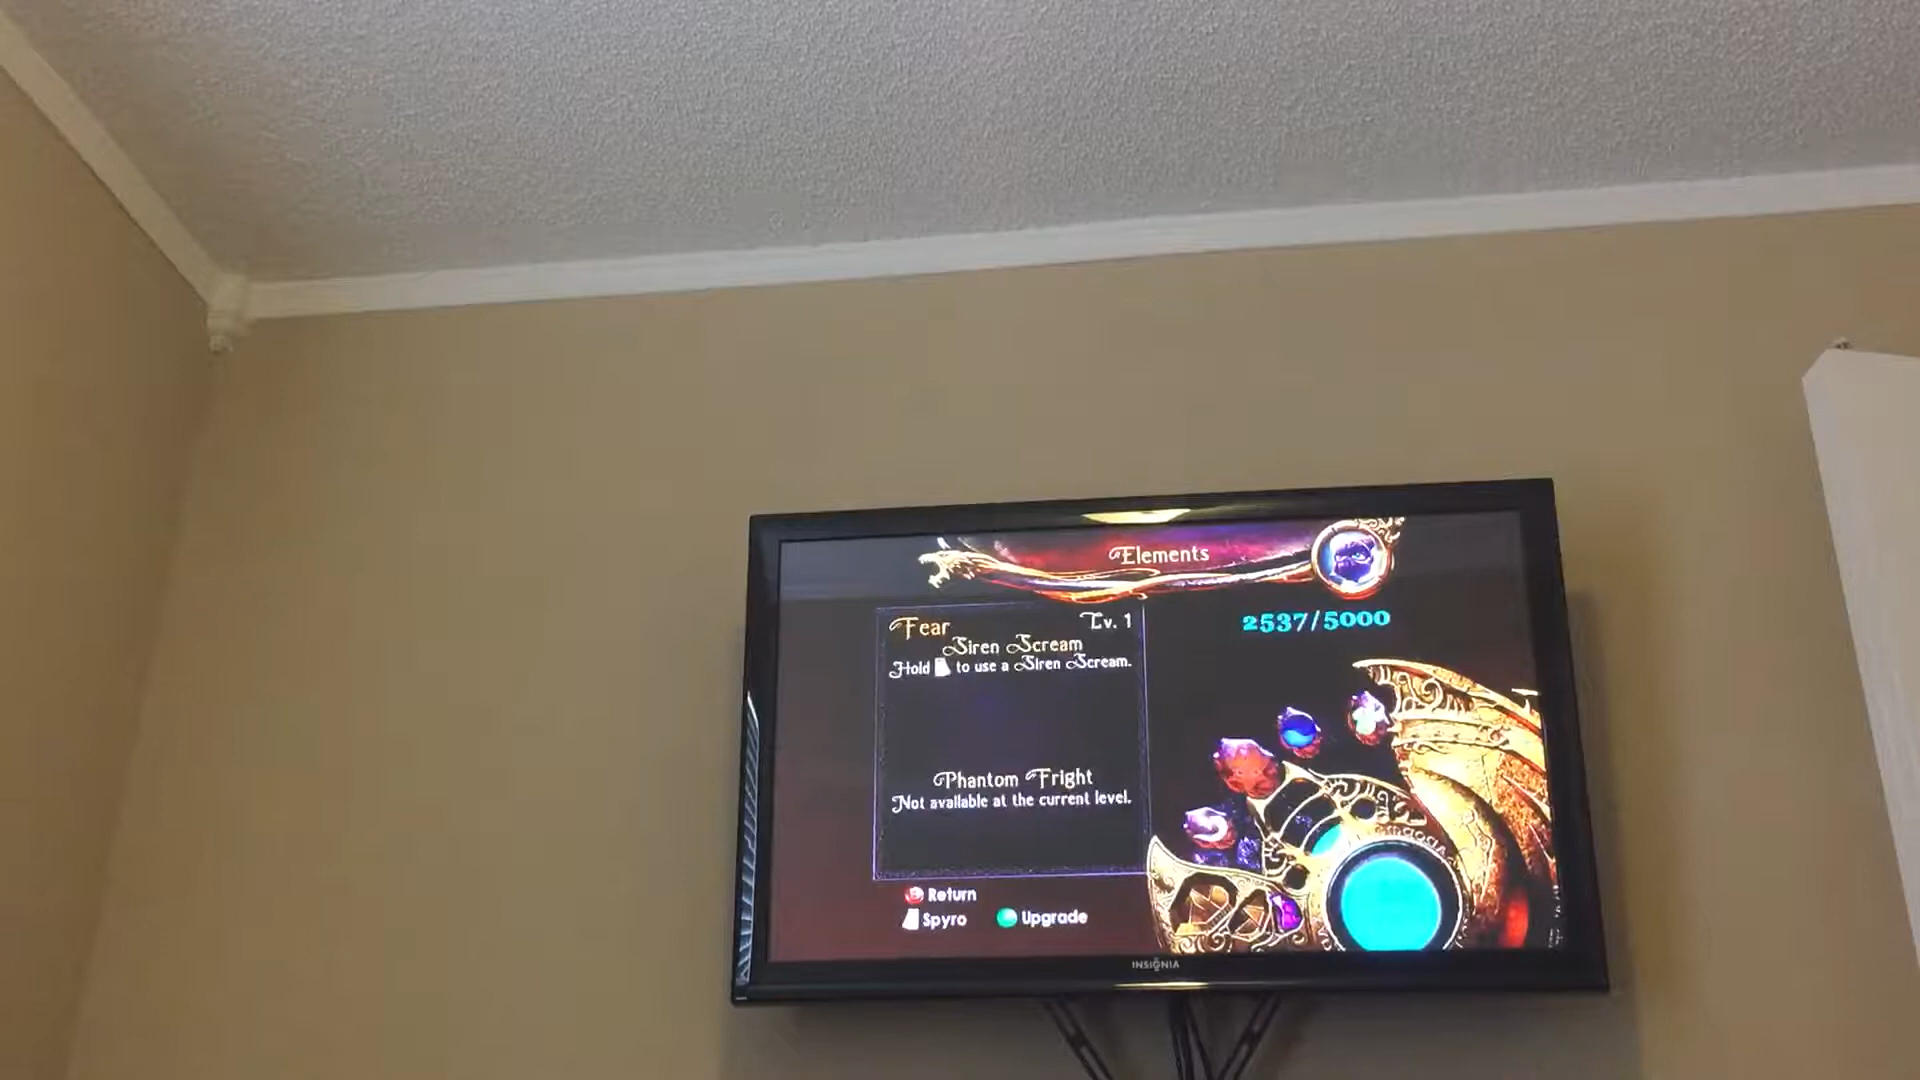 Elements
Fear Lv. 1
Siren Scream
Hold to use a Siren Scream.
2537/5000
Phantom Fright
Not available at the current level.
B Return
Spyro
Upgrade
INSIGNIA